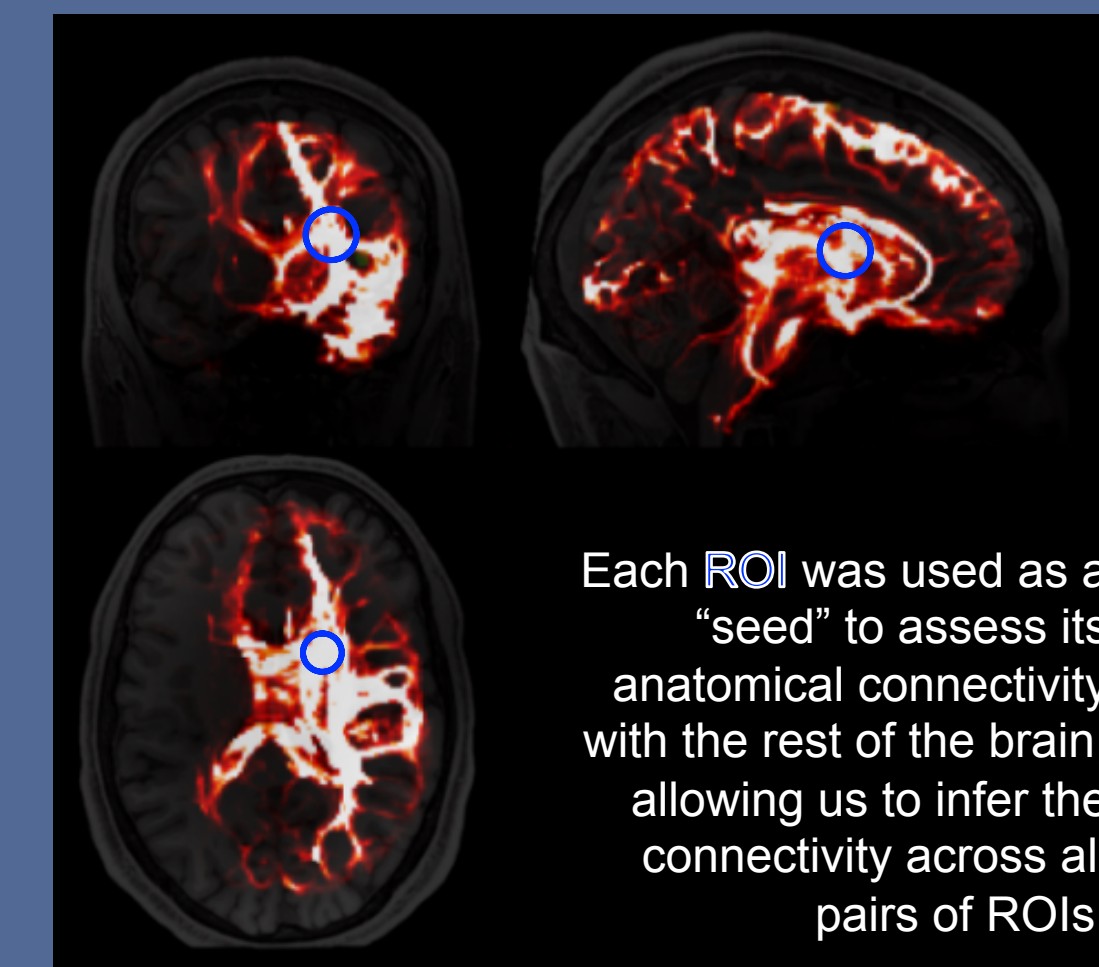 Each ROI was used as a
“seed” to assess its
anatomical connectivity
with the rest of the brain
allowing us to infer the
connectivity across al
pairs of ROIs